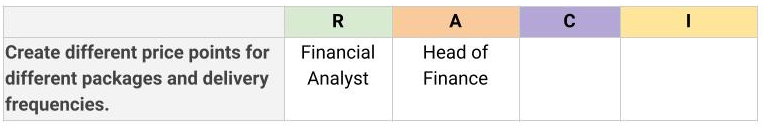 R A C I
Create different price points for
different packages and delivery
frequencies.
Financial
Analyst
Head of
Finance